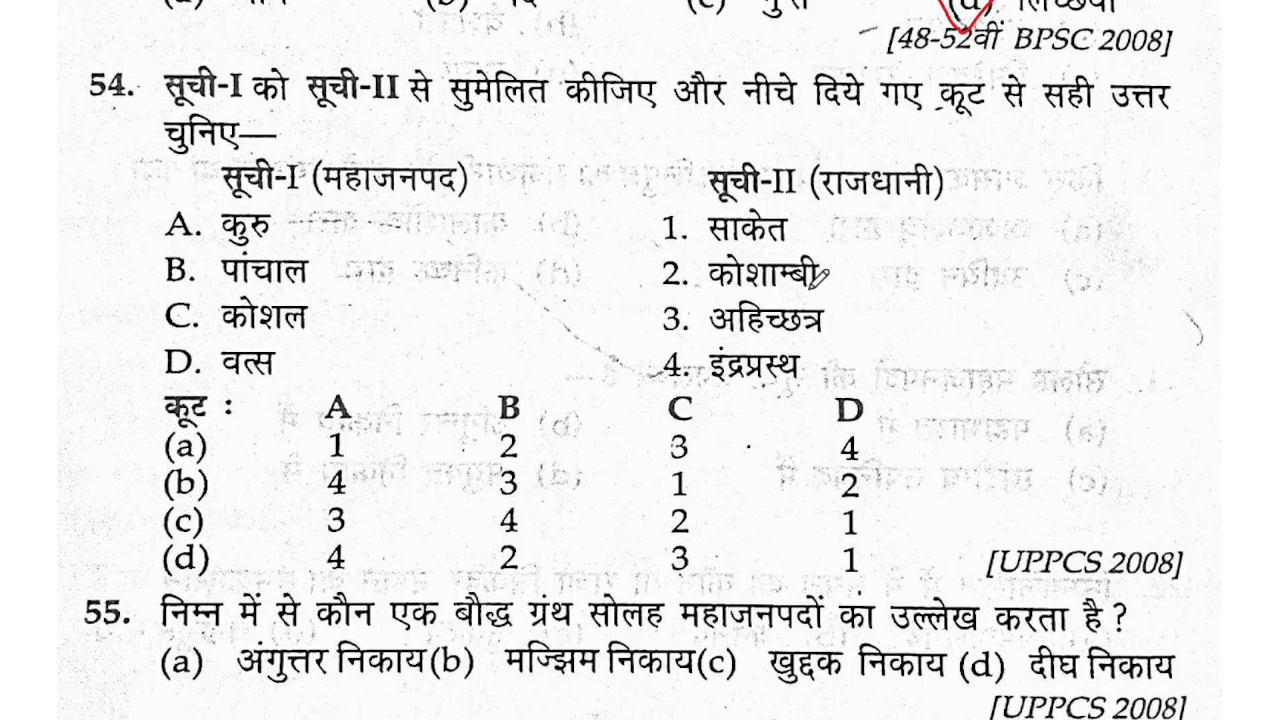 [48-52वीं BPSC 2008]
54. सूची-I को सूची-II से सुमेलित कीजिए और नीचे दिये गए कूट से सही उत्तर
चुनिए—
सूची-I (महाजनपद) सूची-II (राजधानी)
A. कुरु 1. साकेत
B. पांचाल 2. कोशाम्बी
C. कोशल 3. अहिच्छत्र
D. वत्स 4. इंद्रप्रस्थ
कूट : A B C D
(a) 1 2 3 4
(b) 4 3 1 2
(c) 3 4 2 1
(d) 4 2 3 1 [UPPCS 2008]
55. निम्न में से कौन एक बौद्ध ग्रथ सोलह महाजनपदों का उल्लेख करता है ?
(a) अंगुत्तर निकाय (b) मज्झिम निकाय (c) खुद्दक निकाय (d) दीघ निकाय
[UPPCS 2008]